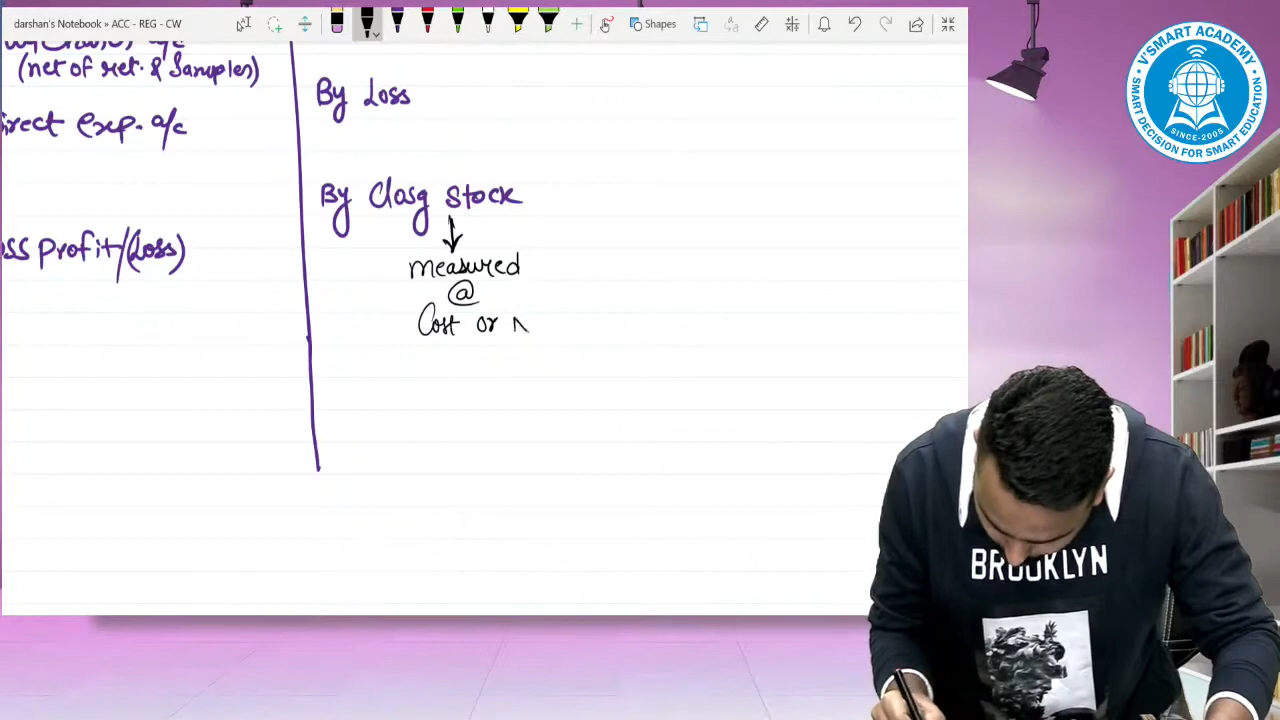 darshan's Notebook » ACC - REG - CW
Shapes
(net of ret. & Samples)
By Loss
irect exp. a/c
By Closg Stock
oss Profit/(Loss)
measured
@
Cost or N
V'SMART ACADEMY
SINCE-2005
SMART DECISION FOR SMART EDUCATION
BROOKLYN